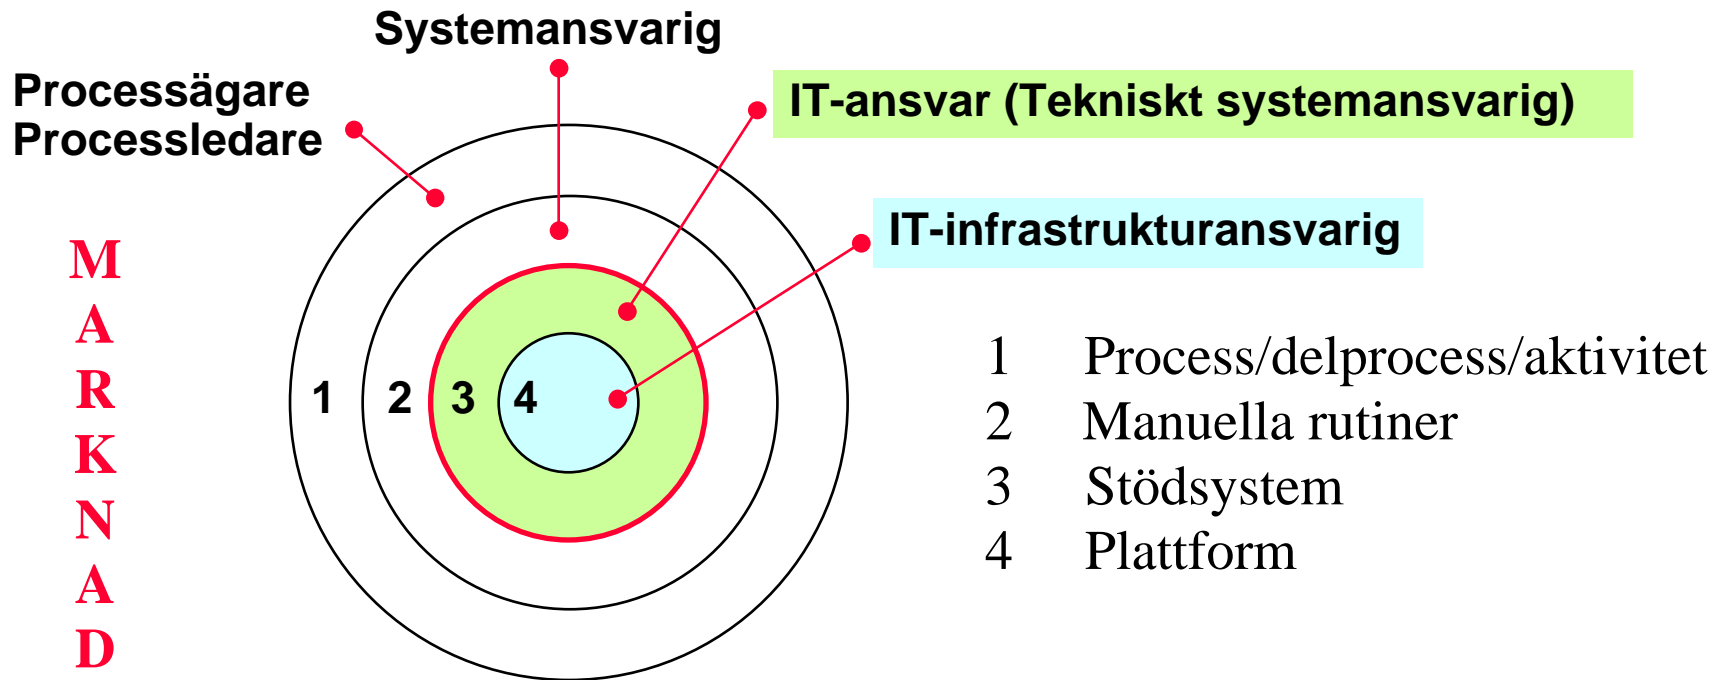 Systemansvarig
Processägare
Processledare
IT-ansvar (Tekniskt systemansvarig)
IT-infrastrukturansvarig
M
A
R
K
N
A
D
1 2 3 4
1 Process/delprocess/aktivitet
2 Manuella rutiner
3 Stödsystem
4 Plattform